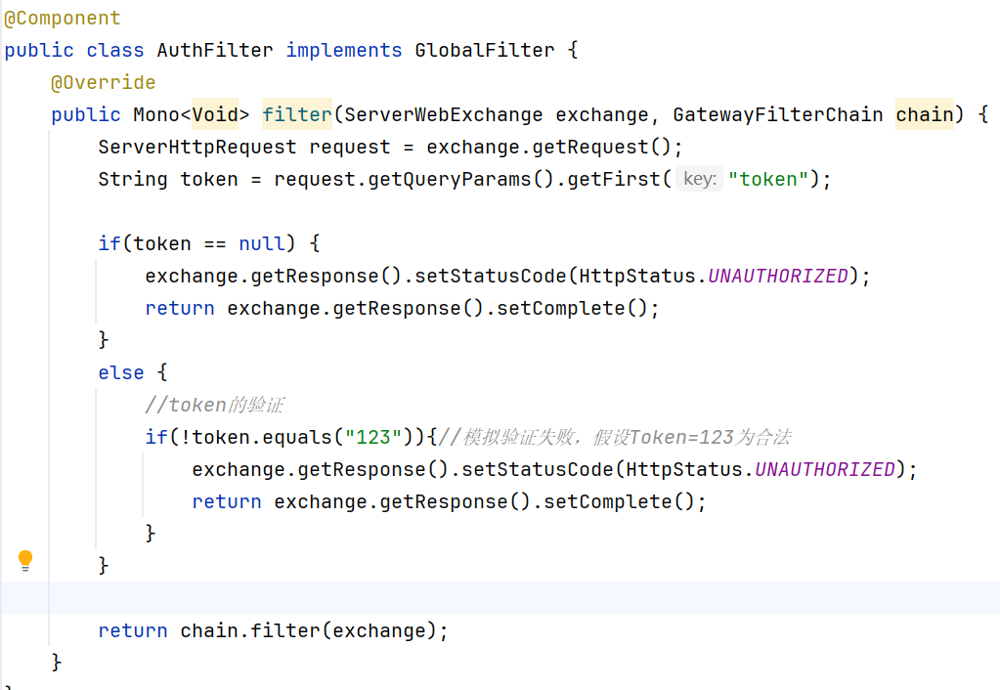 @Component
public class AuthFilter implements GlobalFilter {
@Override
public Mono<Void> filter(ServerWebExchange exchange, GatewayFilterChain chain) {
ServerHttpRequest request = exchange.getRequest();
String token = request.getQueryParams().getFirst( key: "token");
if(token == null) {
exchange.getResponse().setStatusCode(HttpStatus.UNAUTHORIZED);
return exchange.getResponse().setComplete();
}
else {
//token的验证
if(!token.equals("123")){//模拟验证失败，假设Token=123为合法
exchange.getResponse().setStatusCode(HttpStatus.UNAUTHORIZED);
return exchange.getResponse().setComplete();
}
}
return chain.filter(exchange);
}